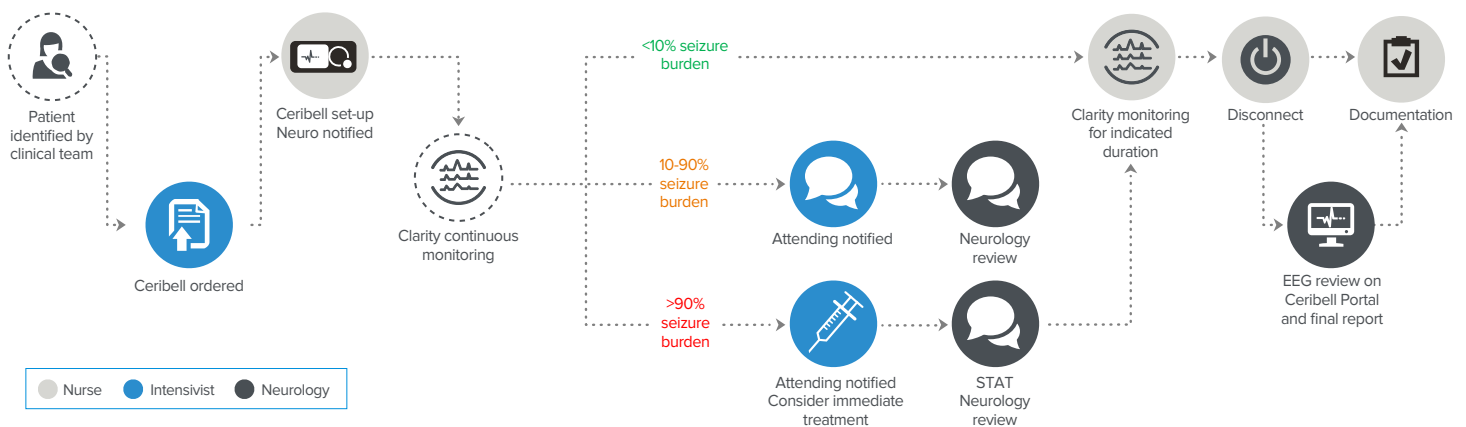 Patient
identified by
clinical team
Ceribell ordered
Ceribell set-up
Neuro notified
Clarity continuous
monitoring
<10% seizure
burden
10-90%
seizure
burden
Attending notified
Neurology
review
>90%
seizure
burden
Attending notified
Consider immediate
treatment
STAT
Neurology
review
Clarity monitoring
for indicated
duration
Disconnect
EEG review on
Ceribell Portal
and final report
Documentation
Nurse
Intensivist
Neurology